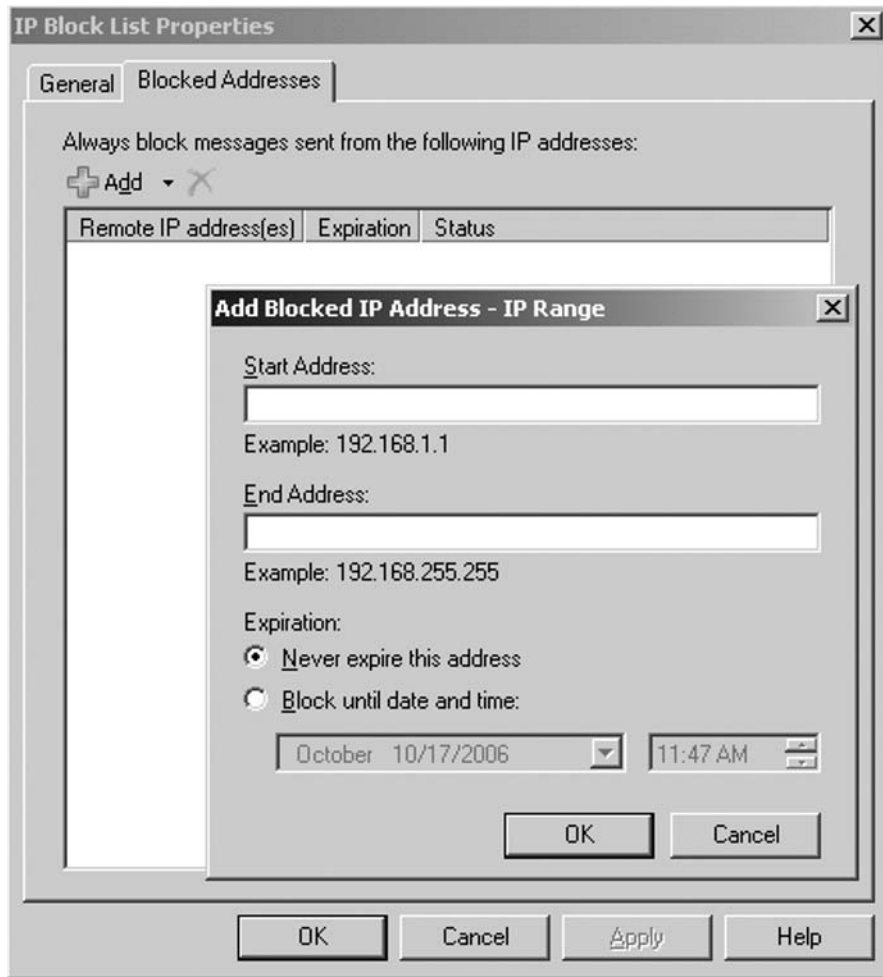 IP Block List Properties
General
Blocked Addresses
Always block messages sent from the following IP addresses:
Add
Remote IP address(es) Expiration Status
Add Blocked IP Address - IP Range
Start Address:
Example: 192.168.1.1
End Address:
Example: 192.168.255.255
Expiration:
Never expire this address
Block until date and time:
October 10/17/2006 11:47 AM
OK Cancel
OK Cancel Apply Help